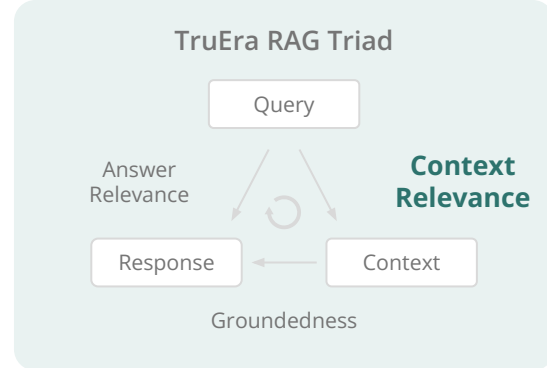 TruEra RAG Triad
Query
Answer
Relevance
Context
Relevance
Response
Context
Groundedness